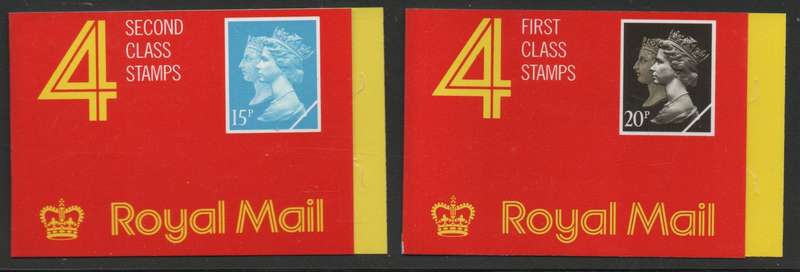 4
SECOND
CLASS
STAMPS
15P
Royal Mail
4
FIRST
CLASS
STAMPS
20P
Royal Mail